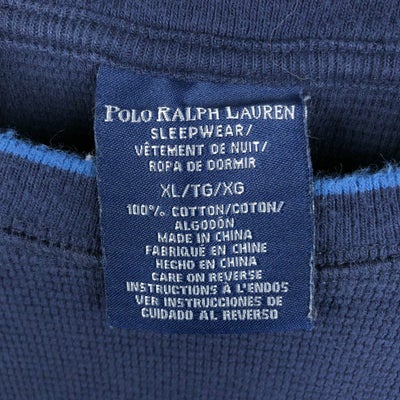 POLO RALPH LAUREN
SLEEPWEAR/
VÊTEMENT DE NUIT/
ROPA DE DORMIR
XL/TG/XG
100% COTTON/COTON/
ALGODÓN
MADE IN CHINA
FABRIQUE EN CHINE
HECHO EN CHINA
CARE ON REVERSE
INSTRUCTIONS À L'ENDOS
VER INSTRUCCIONES DE
CUIDADO AL REVERSO